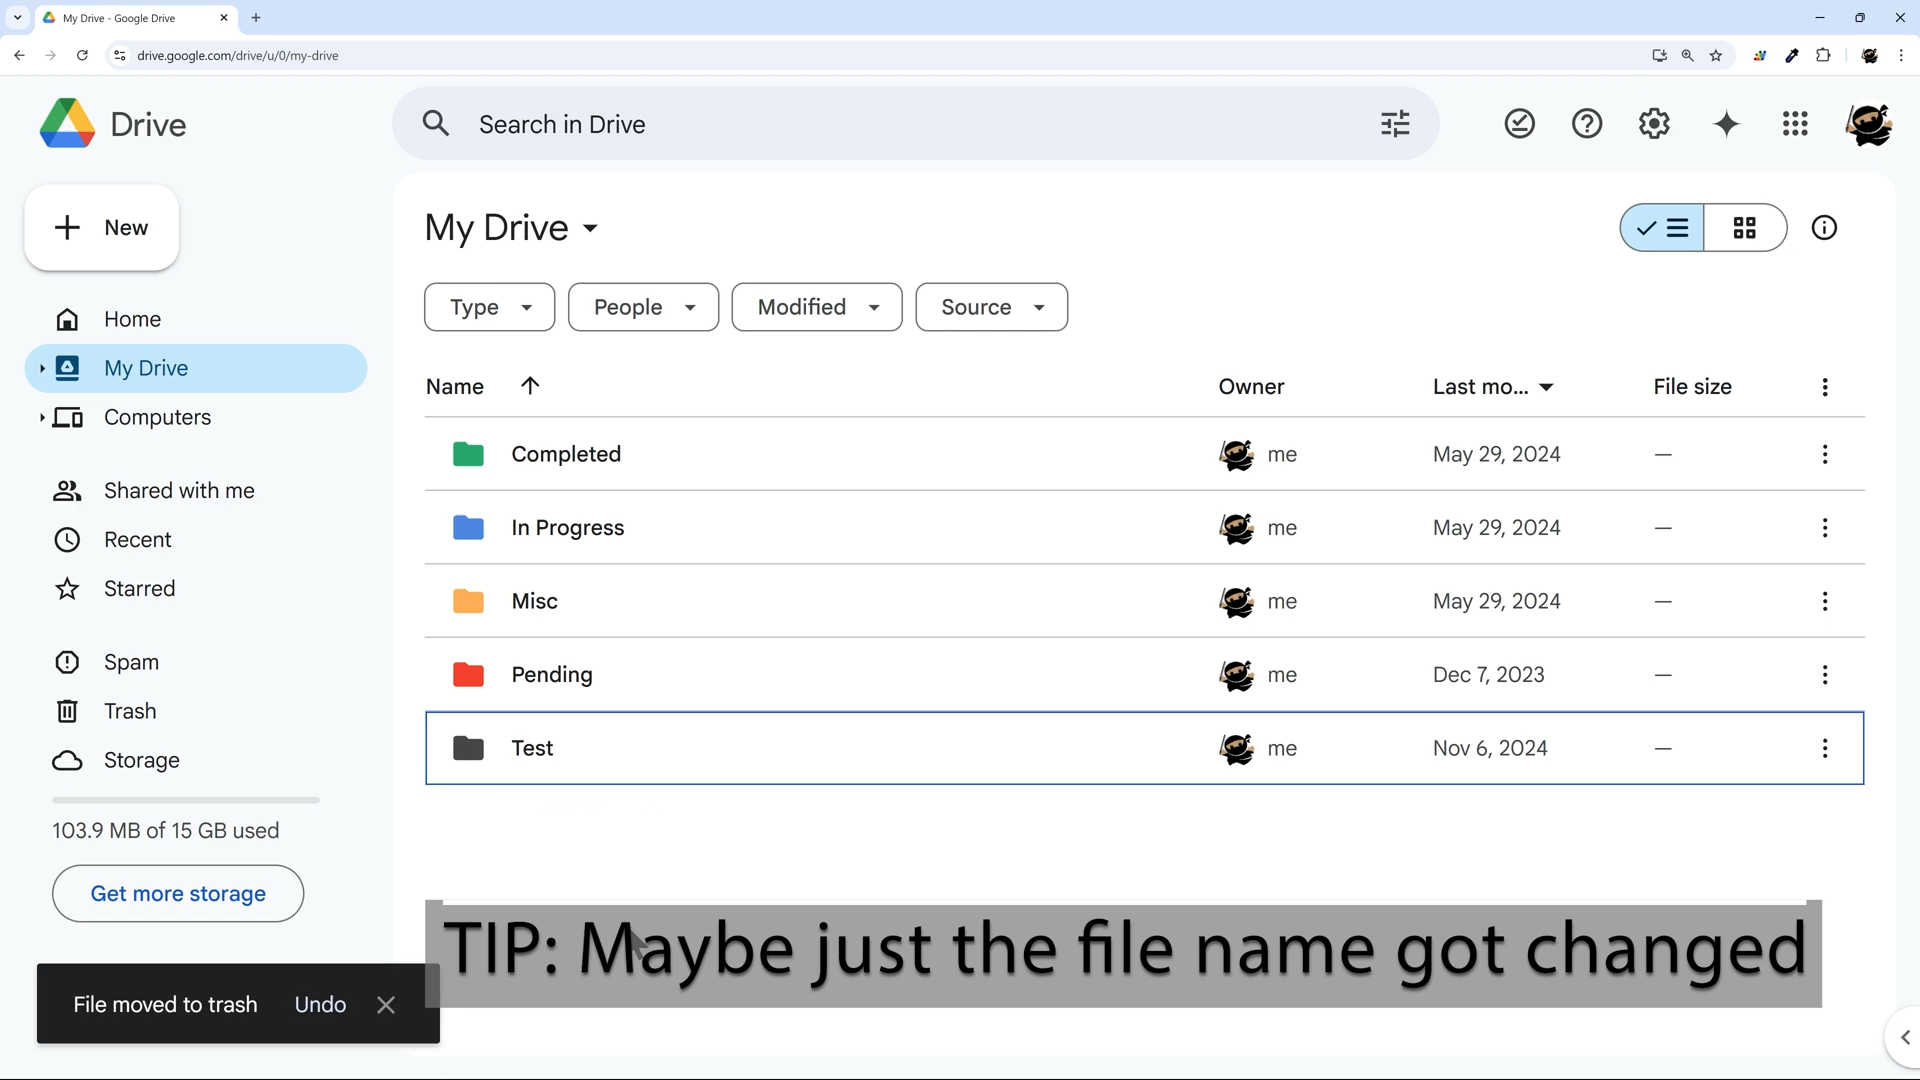 My Drive - Google Drive
drive.google.com/drive/u/0/my-drive
Drive
Search in Drive
New
My Drive
Type
People
Modified
Source
Home
My Drive
Computers
Shared with me
Recent
Starred
Spam
Trash
Storage
103.9 MB of 15 GB used
Get more storage
Name Owner Last mo... File size
Completed me May 29, 2024 —
In Progress me May 29, 2024 —
Misc me May 29, 2024 —
Pending me Dec 7, 2023 —
Test me Nov 6, 2024 —
TIP: Maybe just the file name got changed
File moved to trash Undo